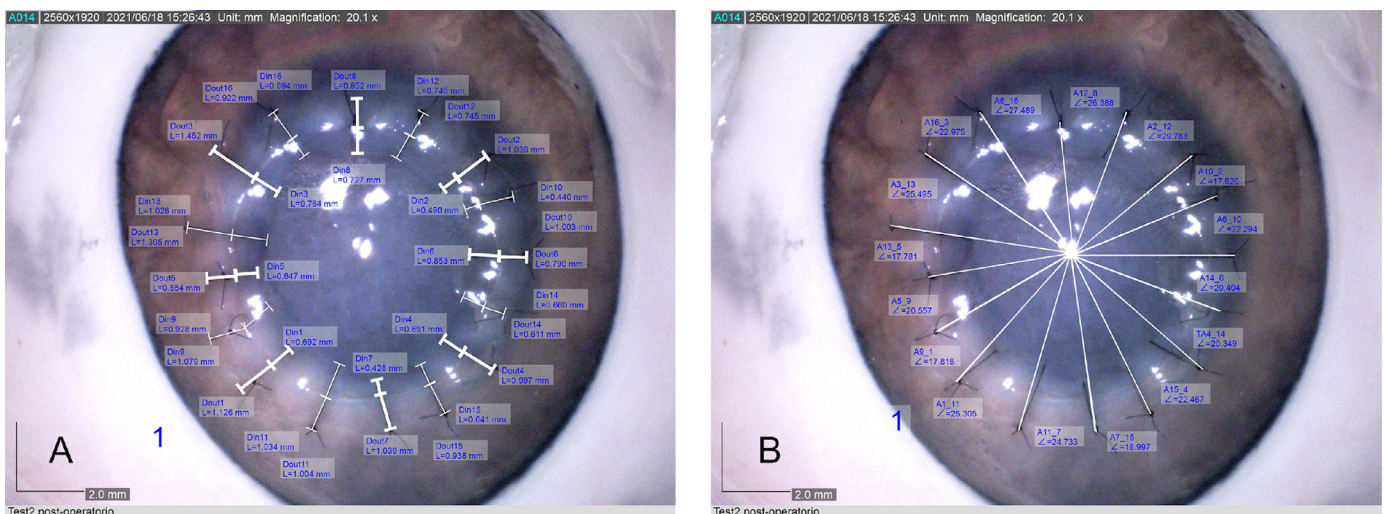 A014 2560x1920 2021/06/18 15:26:43 Unit: mm Magnification: 20.1 x
Din16
L=0.594 mm
Dout8
L=0.852 mm
Din12
L=0.745 mm
Dout16
L=0.922 mm
Dout12
L=0.745 mm
Dout3
L=1.452 mm
Dout2
L=1.039 mm
Din8
L=0.727 mm
Din3
L=0.764 mm
Din2
L=0.490 mm
Din10
L=0.440 mm
Din13
L=1.028 mm
Dout10
L=1.003 mm
Dout13
L=1.305 mm
Din6
L=0.853 mm
Dout6
L=0.790 mm
Din5
L=0.647 mm
Dout5
L=0.854 mm
Din14
L=0.660 mm
Din9
L=0.928 mm
Din4
L=0.691 mm
Dout14
L=0.611 mm
Din1
L=0.692 mm
Din9
L=1.079 mm
Din7
L=0.428 mm
Dout4
L=0.997 mm
Dout1
L=1.126 mm
Din15
L=0.641 mm
Din11
L=1.034 mm
Dout7
L=1.039 mm
Dout15
L=0.938 mm
Dout11
L=1.004 mm
1
A
2.0 mm
Test2 post-operatorio
A014 2560x1920 2021/06/18 15:26:43 Unit: mm Magnification: 20.1 x
A12_8
∠=26.388
A8_16
∠=27.489
A16_3
∠=22.975
A2_12
∠=29.783
A10_2
∠=17.620
A3_13
∠=25.495
A6_10
∠=22.294
A13_5
∠=17.781
A14_6
∠=20.404
A5_9
∠=20.557
TA4_14
∠=20.349
A9_1
∠=17.816
A15_4
∠=22.467
A1_11
∠=25.305
A11_7
∠=24.733
A7_15
∠=18.997
1
B
2.0 mm
Test2 post-operatorio